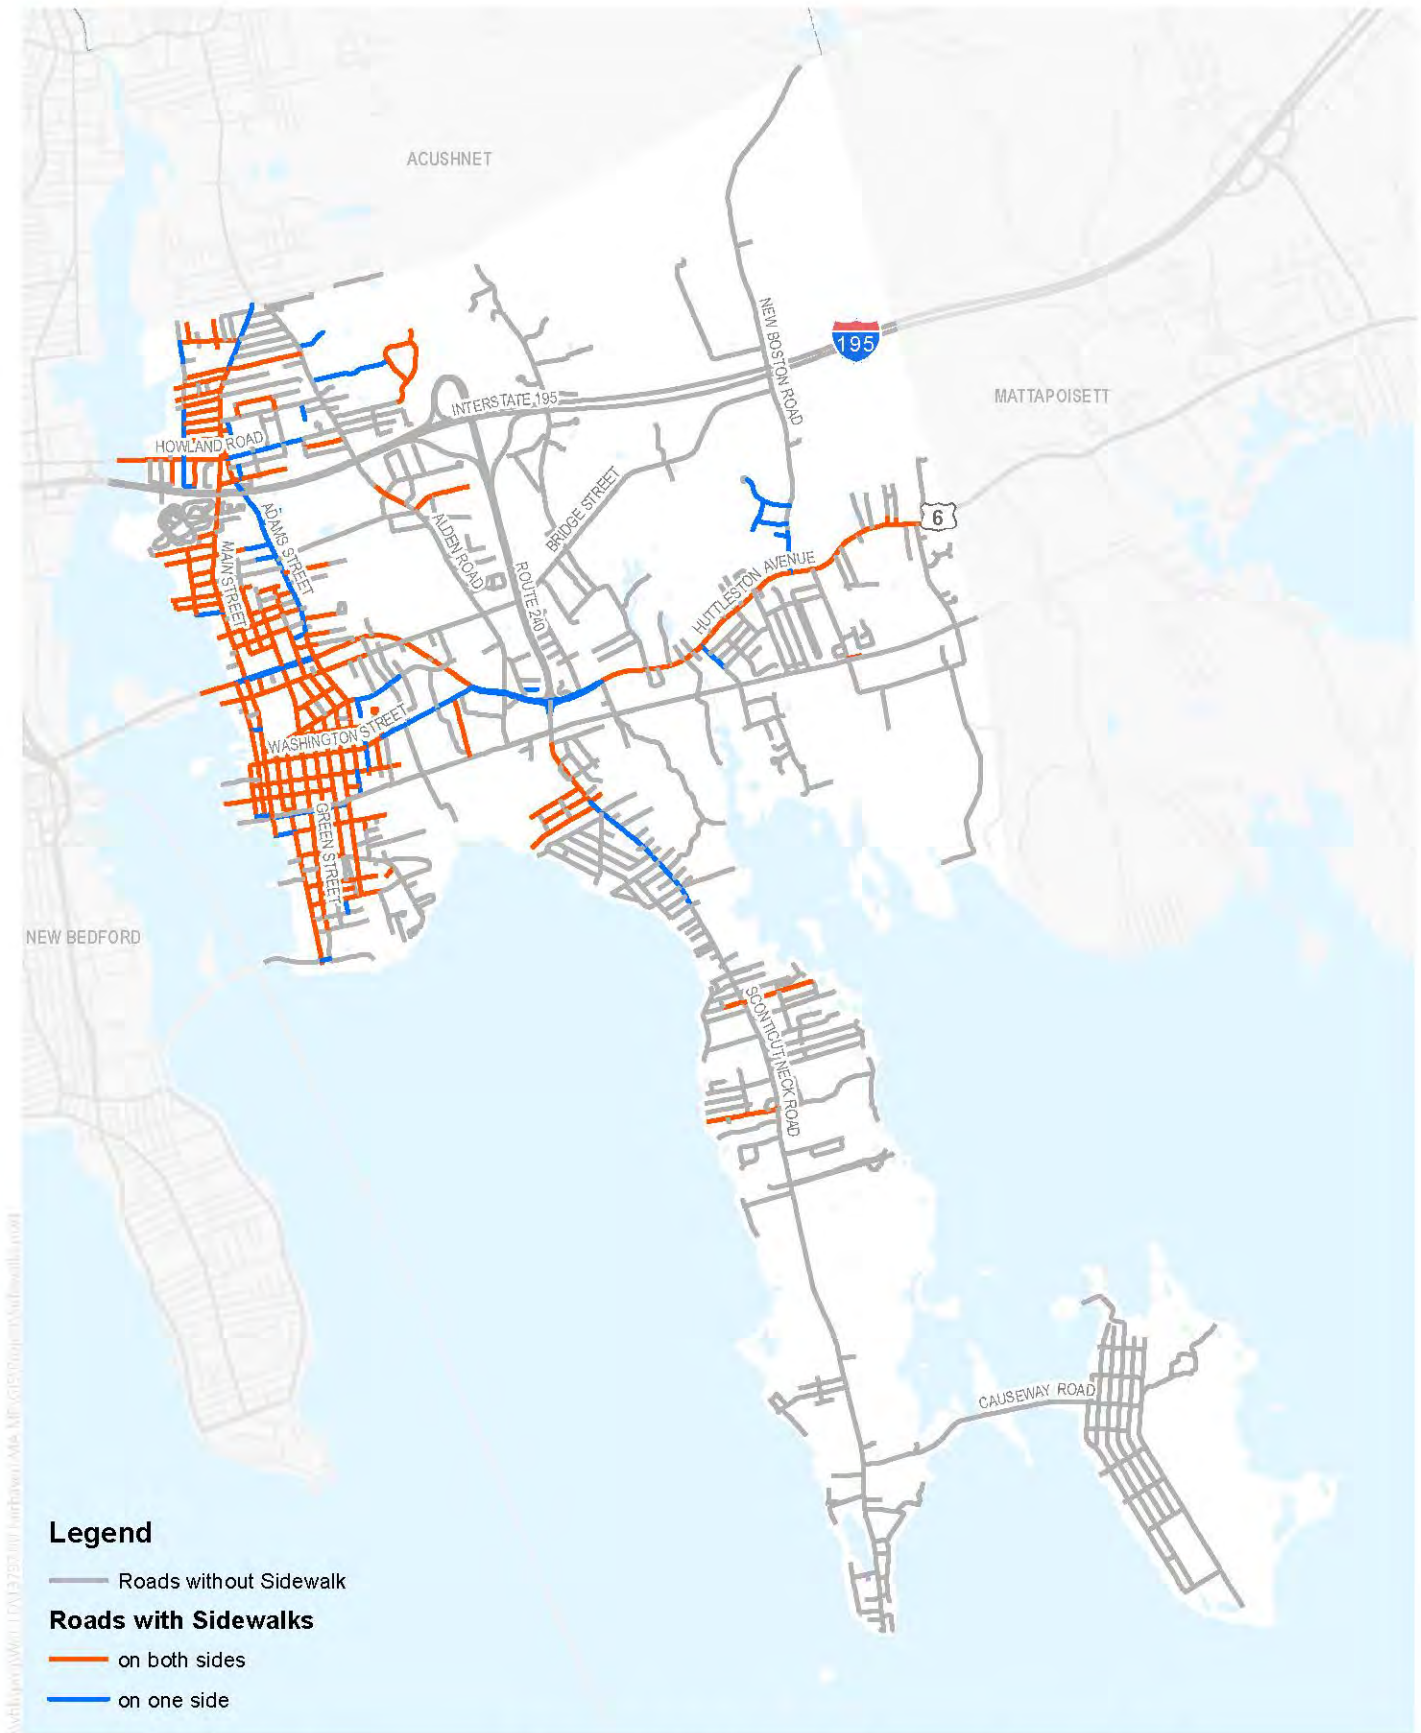 ACUSHNET
195
NEW BOSTON ROAD
INTERSTATE 195
MATTAPOISETT
HOWLAND ROAD
6
ADAMS STREET
ALDEN ROAD
BRIDGE STREET
MAIN STREET
ROUTE 240
HUTTLESTON AVENUE
WASHINGTON STREET
GREEN STREET
NEW BEDFORD
SCONTICUT NECK ROAD
CAUSEWAY ROAD
Legend
Roads without Sidewalk
Roads with Sidewalks
on both sides
on one side